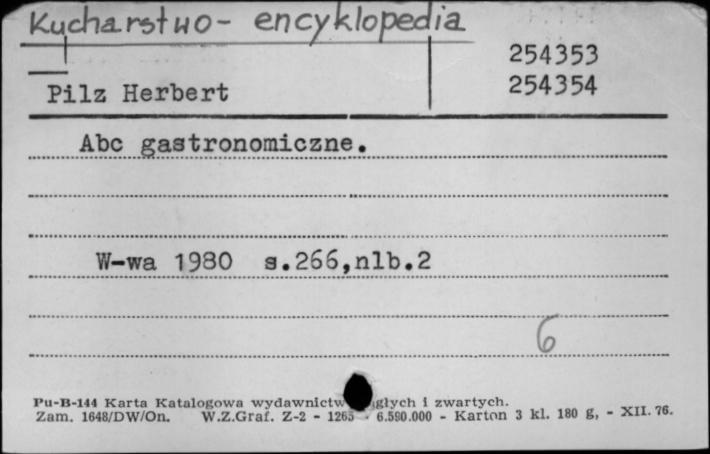 Kucharstwo - encyklopedia
254353
254354
Pilz Herbert
Abc gastronomiczne.
W-wa 1980 s.266,nlb.2
6
Pu-B-144 Karta Katalogowa wydawnictw i zwartych.
Zam. 1648/DW/On. W.Z.Graf. Z-2 - 1265 - 6.590.000 - Karton 3 kl. 180 g, - XII. 76.